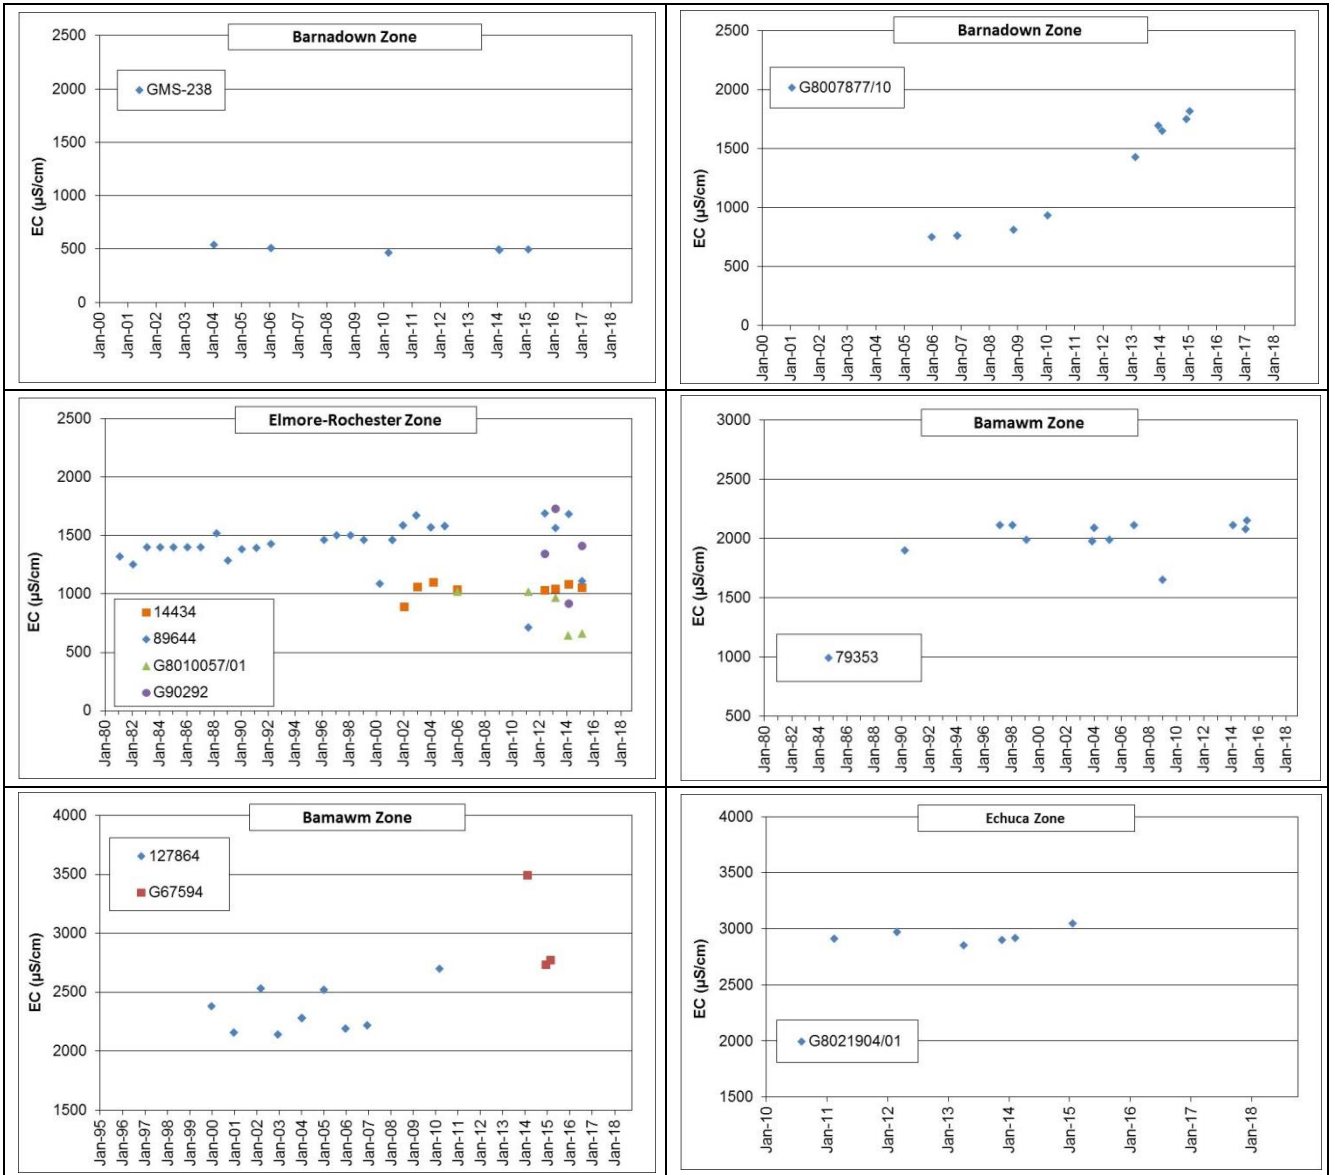 Barnadown Zone
GMS-238
EC (µS/cm)
2500
2000
1500
1000
500
0
Jan-00
Jan-01
Jan-02
Jan-03
Jan-04
Jan-05
Jan-06
Jan-07
Jan-08
Jan-09
Jan-10
Jan-11
Jan-12
Jan-13
Jan-14
Jan-15
Jan-16
Jan-17
Jan-18
Barnadown Zone
G8007877/10
EC (µS/cm)
2500
2000
1500
1000
500
0
Jan-00
Jan-01
Jan-02
Jan-03
Jan-04
Jan-05
Jan-06
Jan-07
Jan-08
Jan-09
Jan-10
Jan-11
Jan-12
Jan-13
Jan-14
Jan-15
Jan-16
Jan-17
Jan-18
Elmore-Rochester Zone
EC (µS/cm)
2500
2000
1500
1000
500
0
14434
89644
G8010057/01
G90292
Jan-80
Jan-82
Jan-84
Jan-86
Jan-88
Jan-90
Jan-92
Jan-94
Jan-96
Jan-98
Jan-00
Jan-02
Jan-04
Jan-06
Jan-08
Jan-10
Jan-12
Jan-14
Jan-16
Jan-18
Bamawm Zone
EC (µS/cm)
3000
2500
2000
1500
1000
500
79353
Jan-80
Jan-82
Jan-84
Jan-86
Jan-88
Jan-90
Jan-92
Jan-94
Jan-96
Jan-98
Jan-00
Jan-02
Jan-04
Jan-06
Jan-08
Jan-10
Jan-12
Jan-14
Jan-16
Jan-18
Bamawm Zone
127864
G67594
EC (µS/cm)
4000
3500
3000
2500
2000
1500
Jan-95
Jan-96
Jan-97
Jan-98
Jan-99
Jan-00
Jan-01
Jan-02
Jan-03
Jan-04
Jan-05
Jan-06
Jan-07
Jan-08
Jan-09
Jan-10
Jan-11
Jan-12
Jan-13
Jan-14
Jan-15
Jan-16
Jan-17
Jan-18
Echuca Zone
EC (µS/cm)
4000
3500
3000
2500
2000
1500
G8021904/01
Jan-10
Jan-11
Jan-12
Jan-13
Jan-14
Jan-15
Jan-16
Jan-17
Jan-18